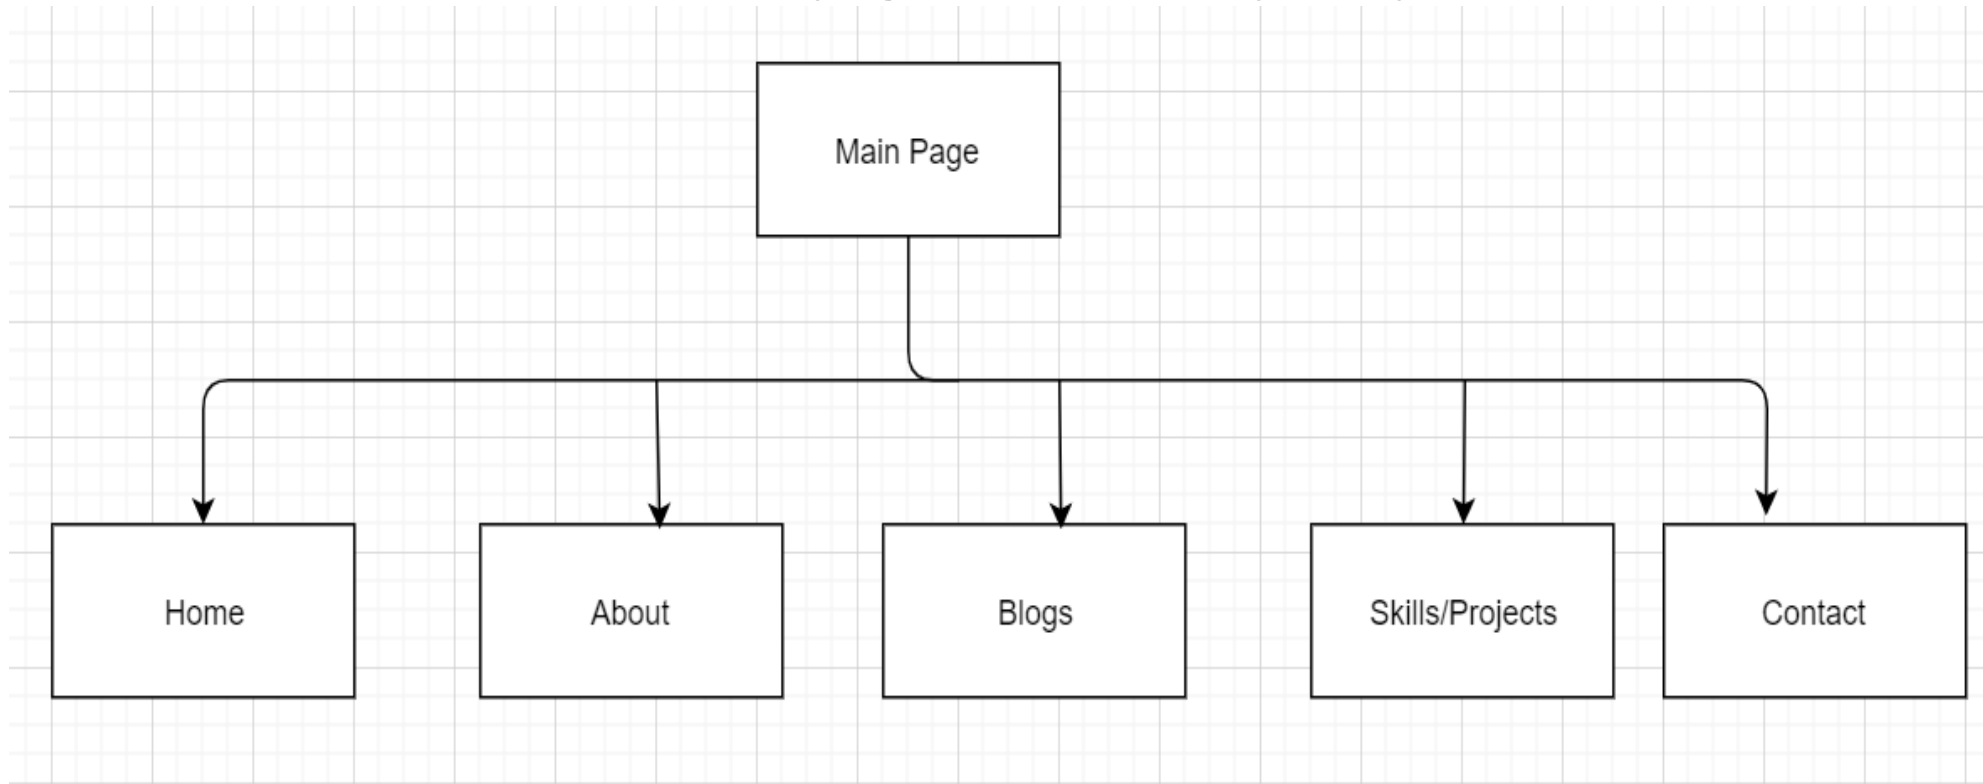 Main Page
Home
About
Blogs
Skills/Projects
Contact